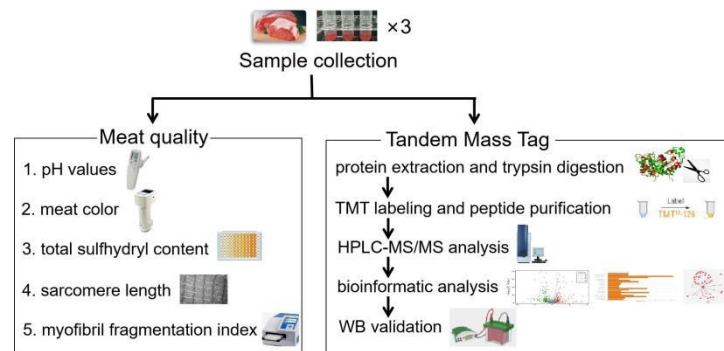 ×3
Sample collection
Meat quality
1. pH values
2. meat color
3. total sulfhydryl content
4. sarcomere length
5. myofibril fragmentation index
Tandem Mass Tag
protein extraction and trypsin digestion
TMT labeling and peptide purification
Label
HPLC-MS/MS analysis
bioinformatic analysis
WB validation